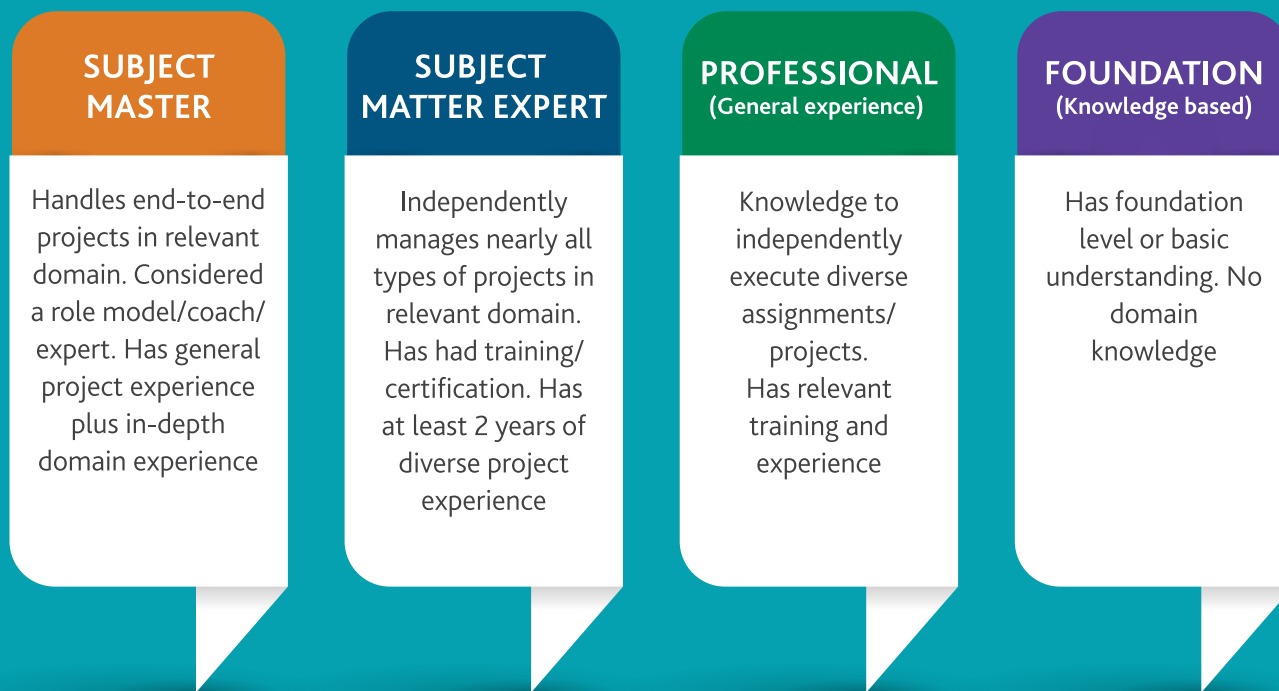 SUBJECT
MASTER
Handles end-to-end
projects in relevant
domain. Considered
a role model/coach/
expert. Has general
project experience
plus in-depth
domain experience
SUBJECT
MATTER EXPERT
Independently
manages nearly all
types of projects in
relevant domain.
Has had training/
certification. Has
at least 2 years of
diverse project
experience
PROFESSIONAL
(General experience)
Knowledge to
independently
execute diverse
assignments/
projects.
Has relevant
training and
experience
FOUNDATION
(Knowledge based)
Has foundation
level or basic
understanding. No
domain
knowledge